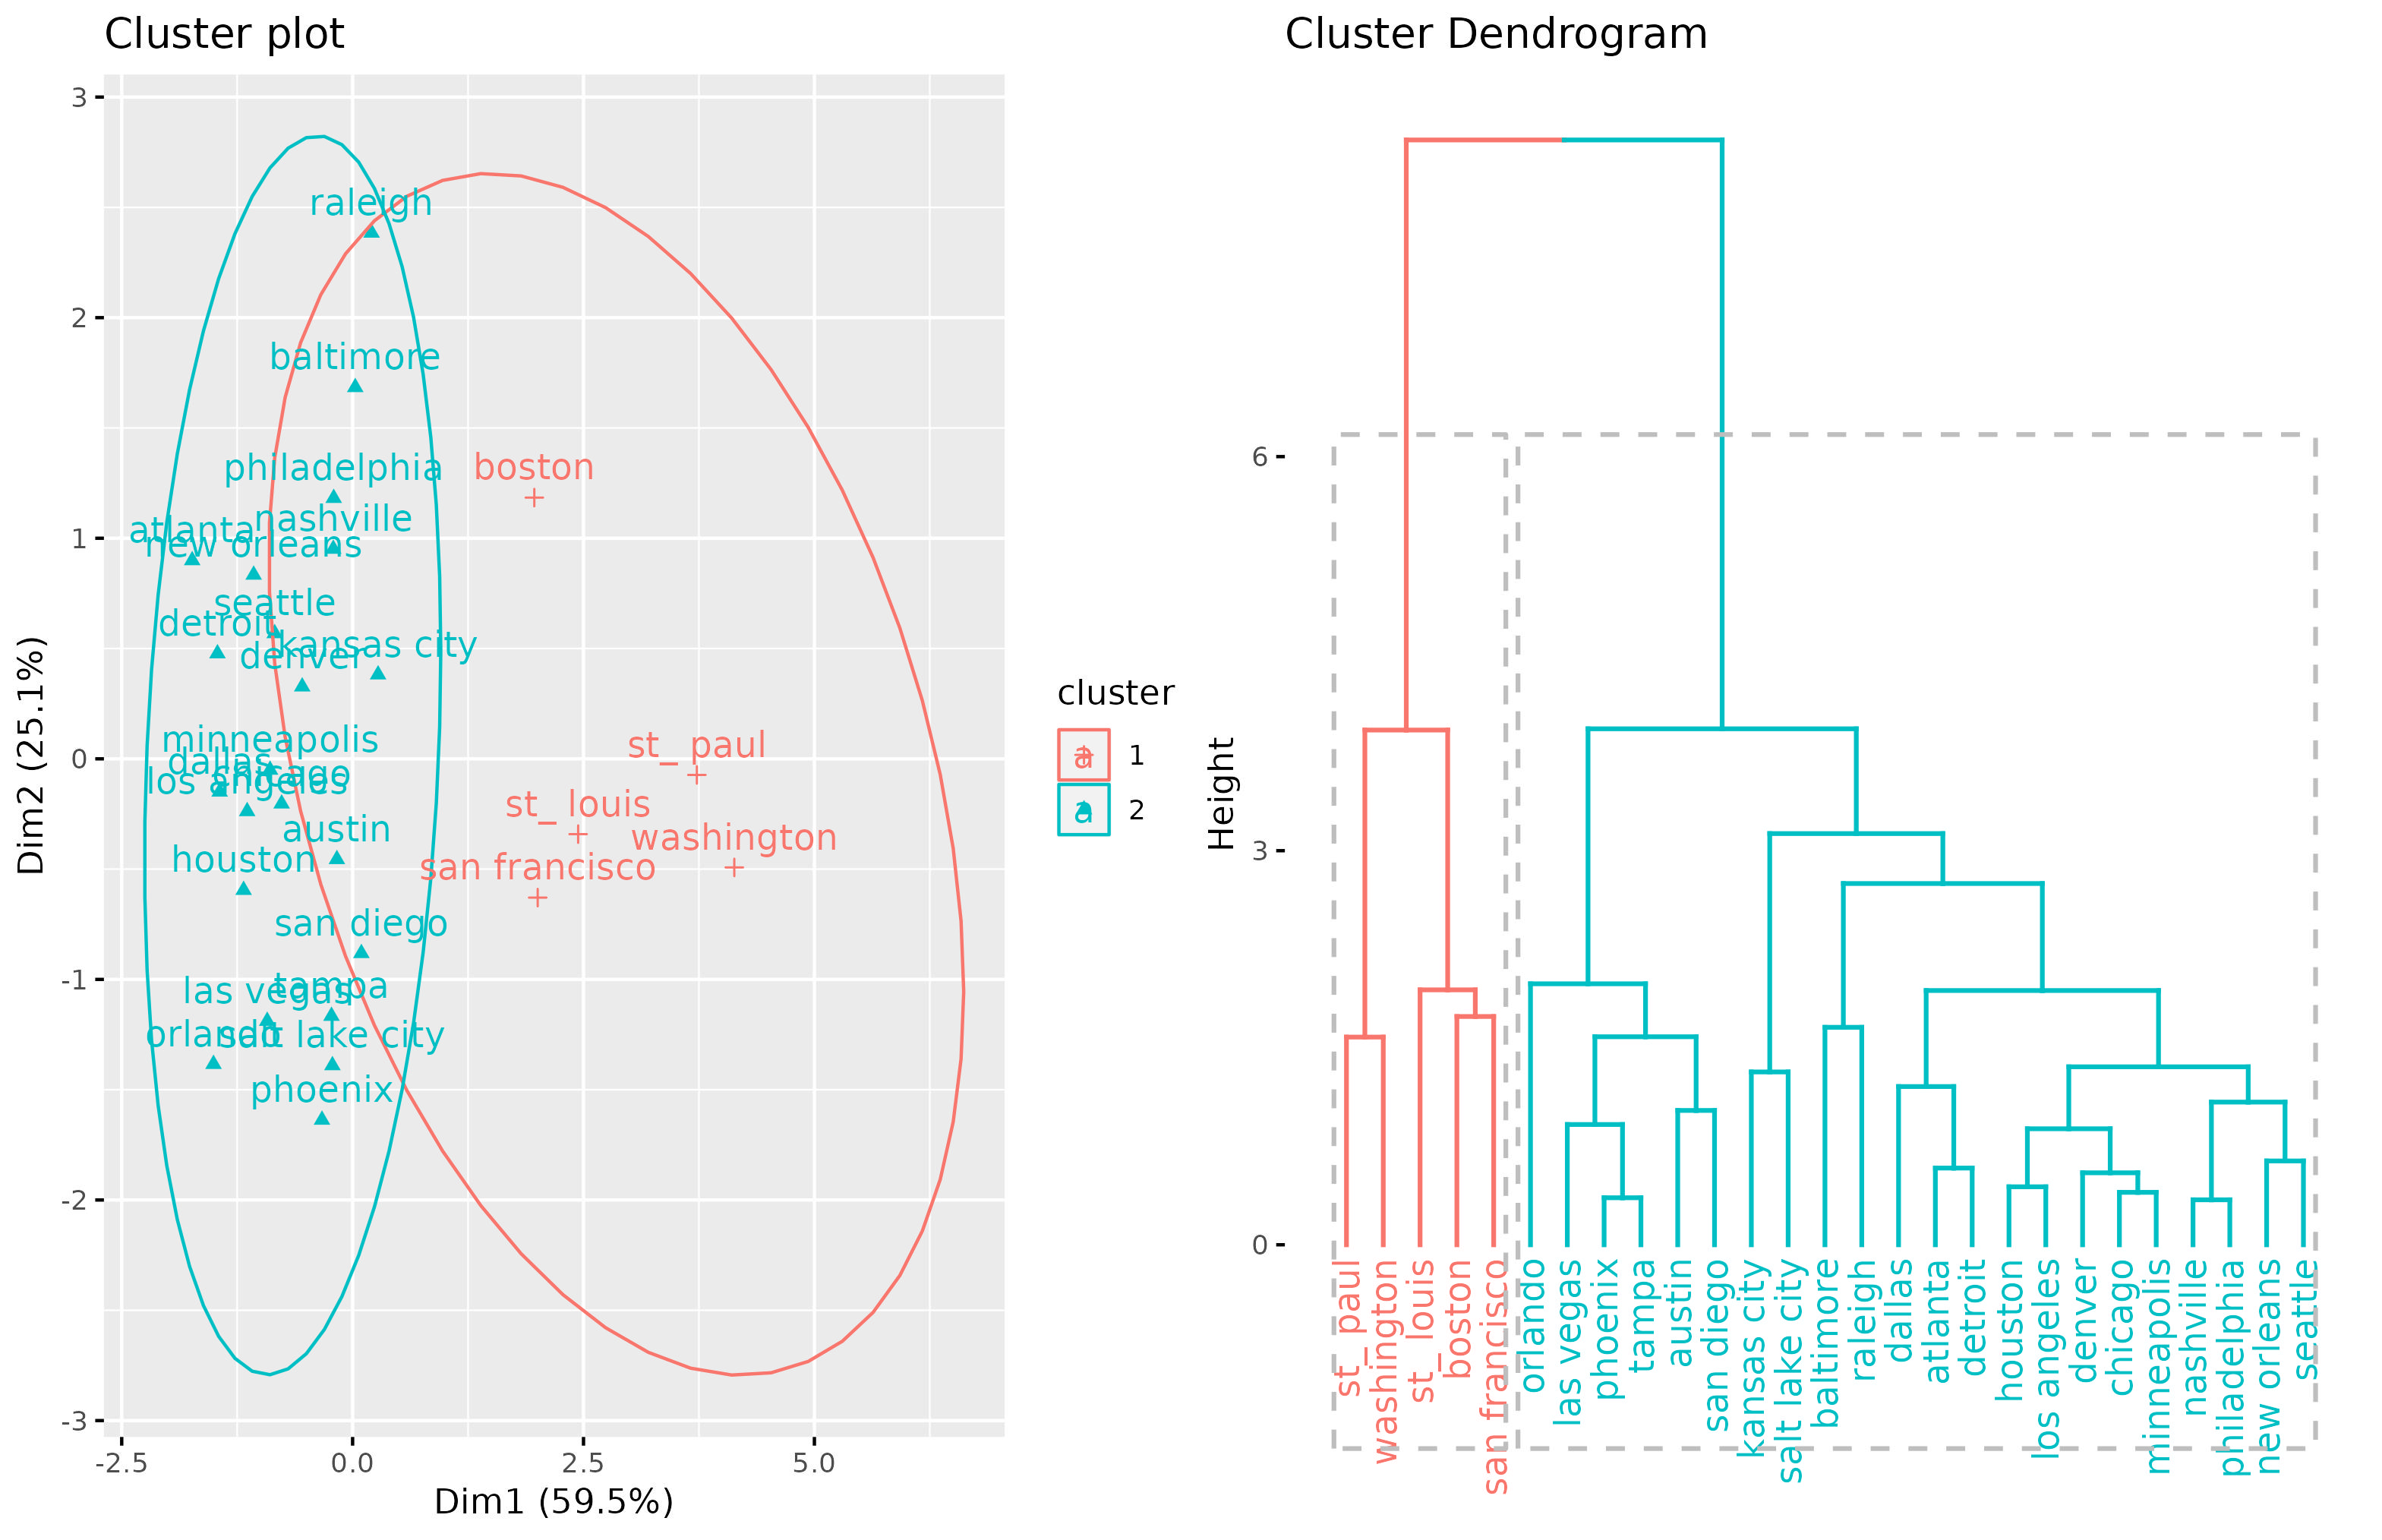 Cluster plot
3
2
1
0
-1
-2
-3
Dim2 (25.1%)
raleigh
baltimore
philadelphia
boston
nashville
atlanta
new orleans
seattle
detroit
kansas city
denver
minneapolis
st_ paul
dallas
chicago
los angeles
st_ louis
austin
washington
houston
san francisco
san diego
tampa
las vegas
orlando
salt lake city
phoenix
-2.5
0.0
2.5
5.0
Dim1 (59.5%)
cluster
a 1
a 2
Cluster Dendrogram
Height
6
3
0
st_ paul
washington
st_ louis
boston
san francisco
orlando
las vegas
phoenix
tampa
austin
san diego
kansas city
salt lake city
baltimore
raleigh
dallas
atlanta
detroit
houston
los angeles
denver
chicago
minneapolis
nashville
philadelphia
new orleans
seattle